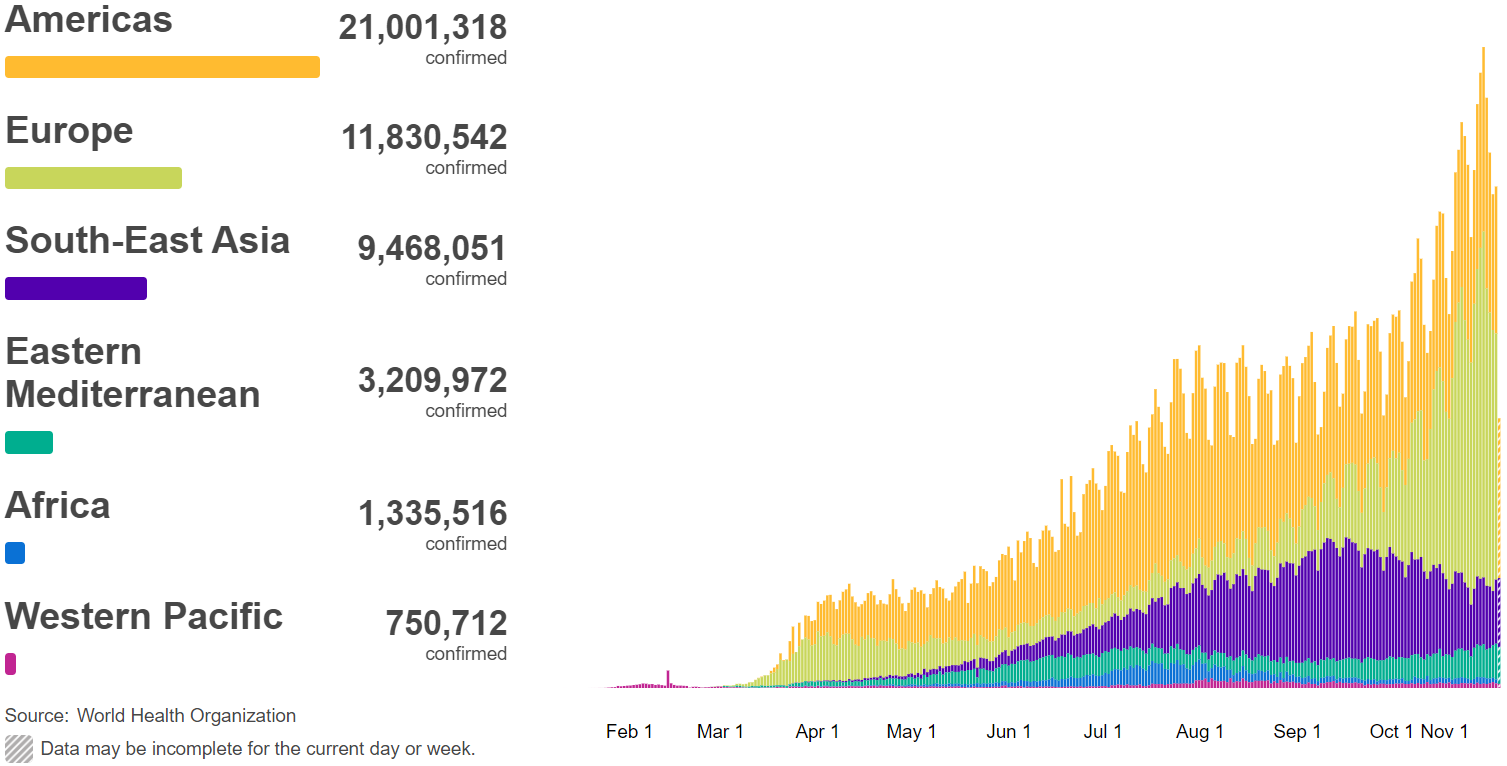 Americas
21,001,318
confirmed
Europe
11,830,542
confirmed
South-East Asia
9,468,051
confirmed
Eastern
Mediterranean
3,209,972
confirmed
Africa
1,335,516
confirmed
Western Pacific
750,712
confirmed
Source: World Health Organization
Data may be incomplete for the current day or week.
Feb 1 Mar 1 Apr 1 May 1 Jun 1 Jul 1 Aug 1 Sep 1 Oct 1 Nov 1